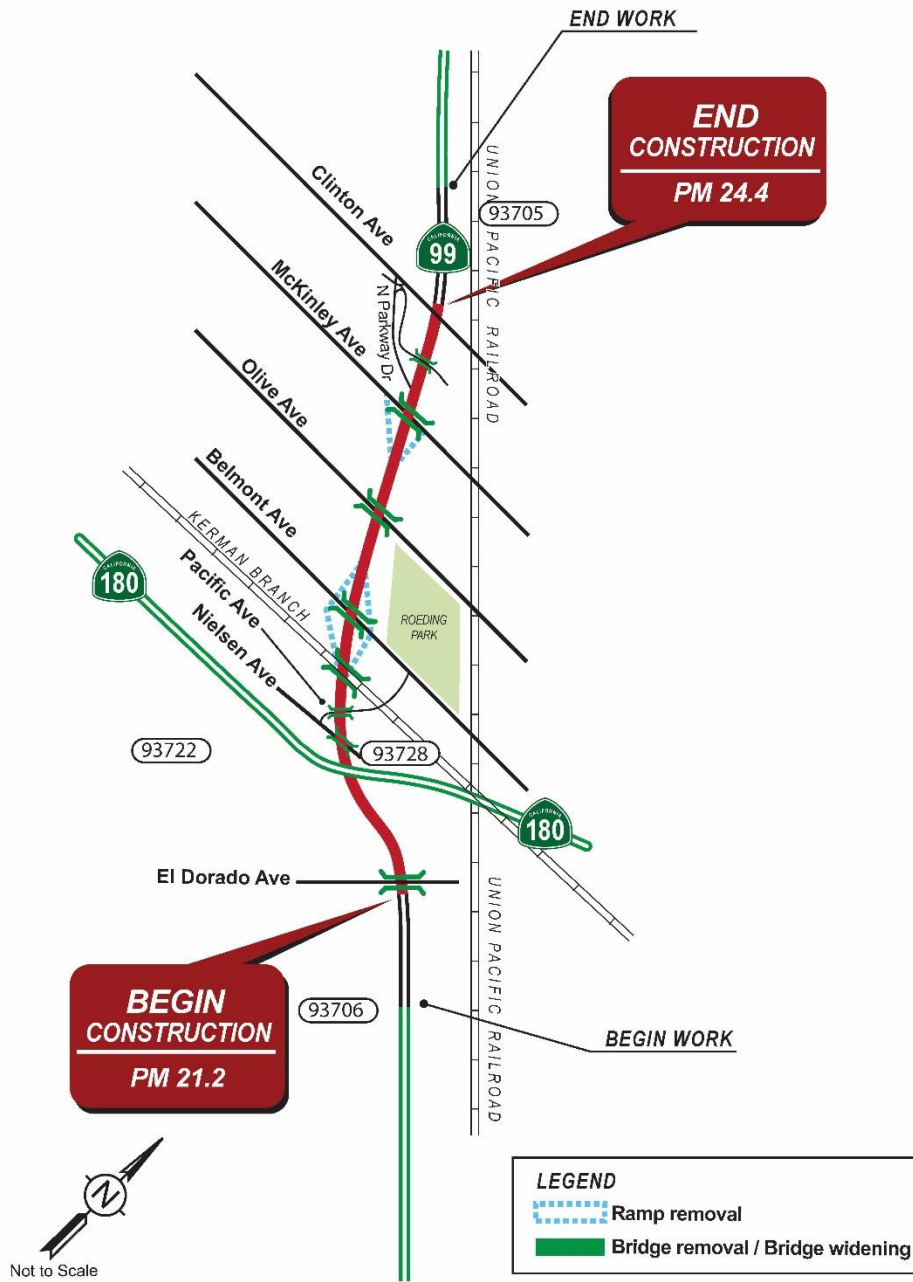 END WORK
END
CONSTRUCTION
PM 24.4
UNION PACIFIC RAILROAD
93705
CALIFORNIA
99
Clinton Ave
N Parkway Dr
McKinley Ave
Olive Ave
Belmont Ave
KERMAN BRANCH
CALIFORNIA
180
Pacific Ave
Nielsen Ave
ROEDING
PARK
93722
93728
CALIFORNIA
180
El Dorado Ave
UNION PACIFIC RAILROAD
BEGIN
CONSTRUCTION
PM 21.2
93706
BEGIN WORK
N
Not to Scale
LEGEND
Ramp removal
Bridge removal / Bridge widening